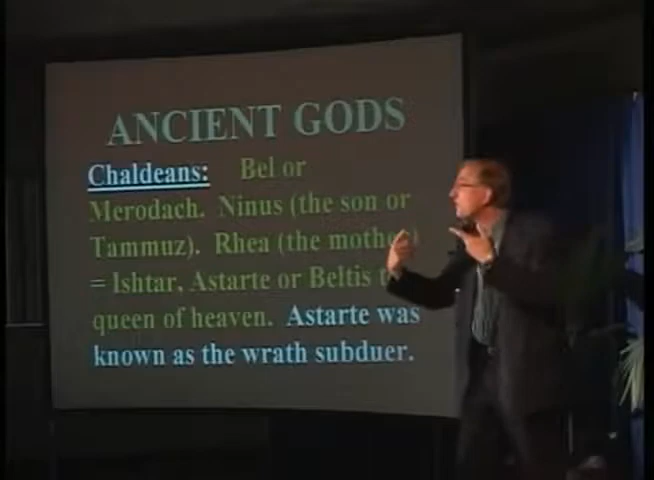 ANCIENT GODS
Chaldeans: Bel or
Merodach. Ninus (the son or
Tammuz). Rhea (the mother)
= Ishtar, Astarte or Beltis
queen of heaven. Astarte was
known as the wrath subduer.